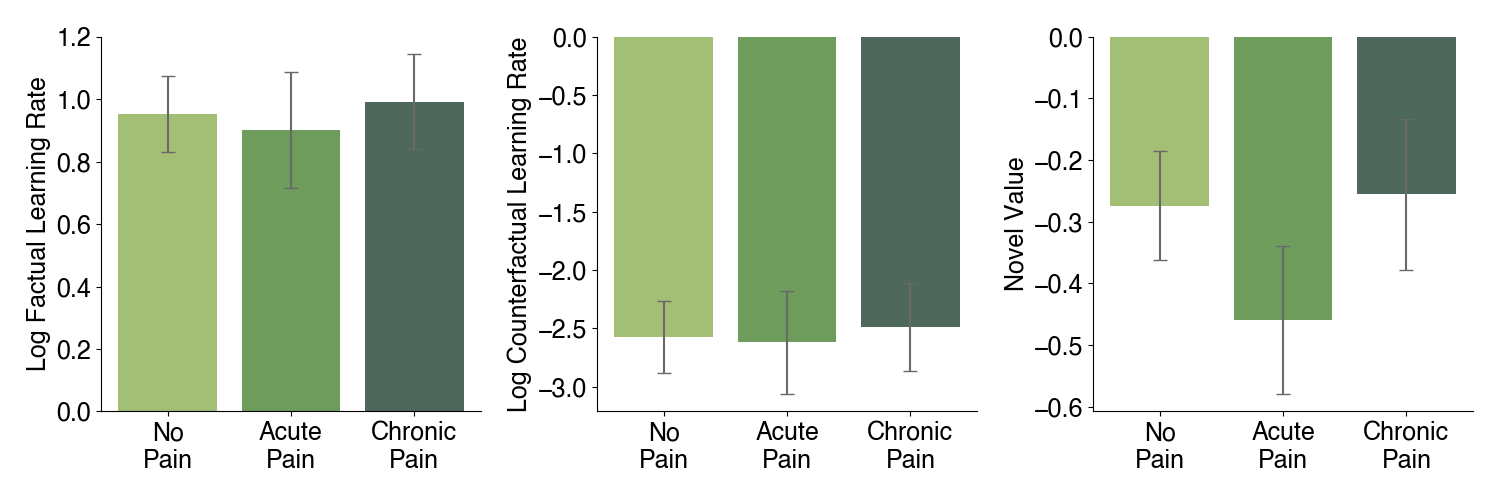 Log Factual Learning Rate
1.2
1.0
0.8
0.6
0.4
0.2
0.0
No
Pain
Acute
Pain
Chronic
Pain
Log Counterfactual Learning Rate
0.0
−0.5
−1.0
−1.5
−2.0
−2.5
−3.0
No
Pain
Acute
Pain
Chronic
Pain
Novel Value
0.0
−0.1
−0.2
−0.3
−0.4
−0.5
−0.6
No
Pain
Acute
Pain
Chronic
Pain